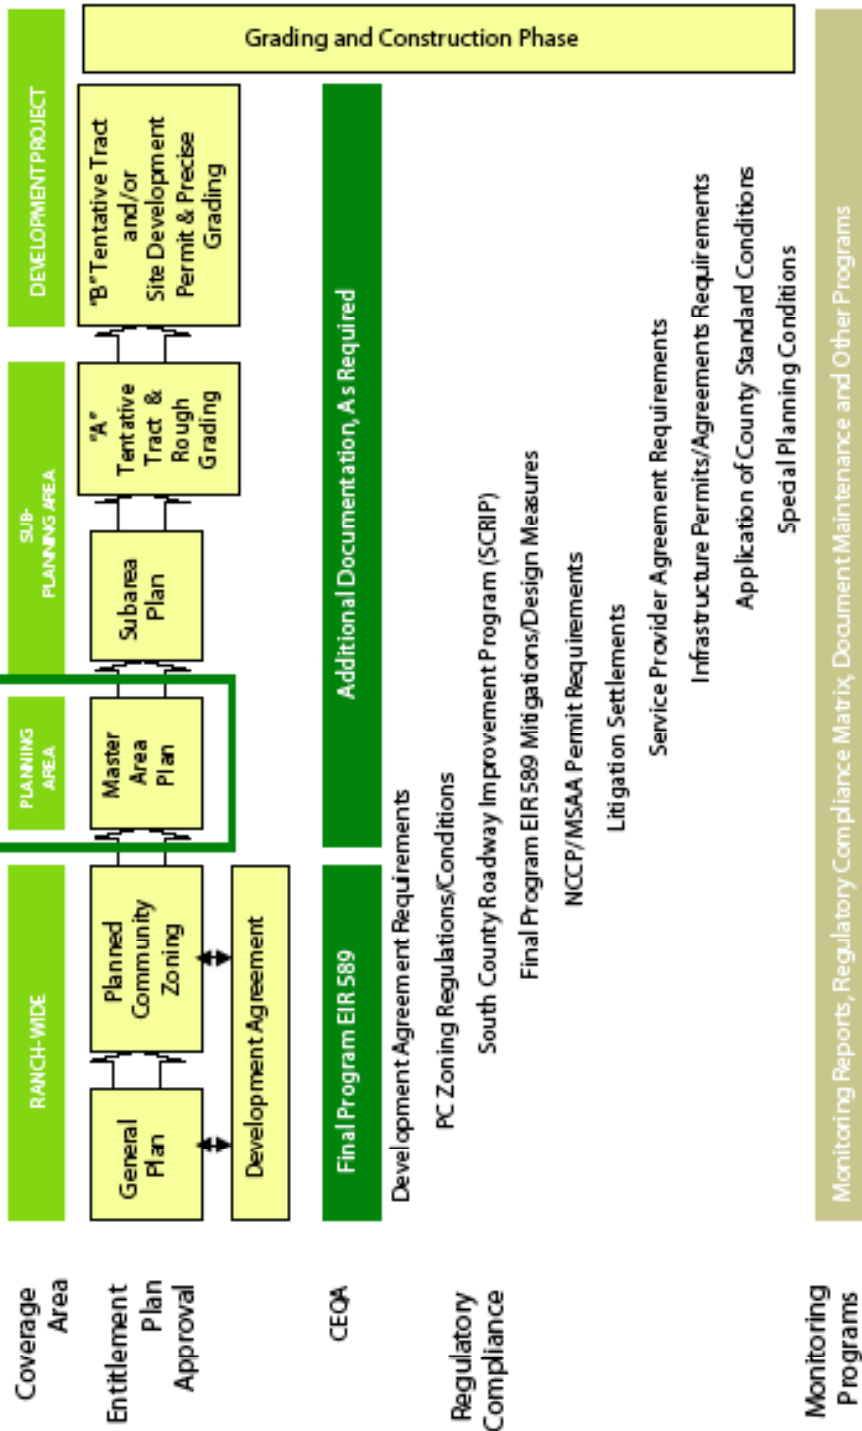 Coverage
Area
RANCH-WIDE
PLANNING
AREA
SUB-
PLANNING AREA
DEVELOPMENT PROJECT
Entitlement
Plan
Approval
General
Plan
Planned
Community
Zoning
Development Agreement
Master
Area
Plan
Subarea
Plan
"A"
Tentative
Tract &
Rough
Grading
"B" Tentative Tract
and/or
Site Development
Permit & Precise
Grading
Grading and Construction Phase
CEQA
Final Program EIR 589
Additional Documentation, As Required
Regulatory
Compliance
Development Agreement Requirements
PC Zoning Regulations/Conditions
South County Roadway Improvement Program (SCRIP)
Final Program EIR 589 Mitigations/Design Measures
NCCP/MSAA Permit Requirements
Litigation Settlements
Service Provider Agreement Requirements
Infrastructure Permits/Agreements Requirements
Application of County Standard Conditions
Special Planning Conditions
Monitoring
Programs
Monitoring Reports, Regulatory Compliance Matrix, Document Maintenance and Other Programs